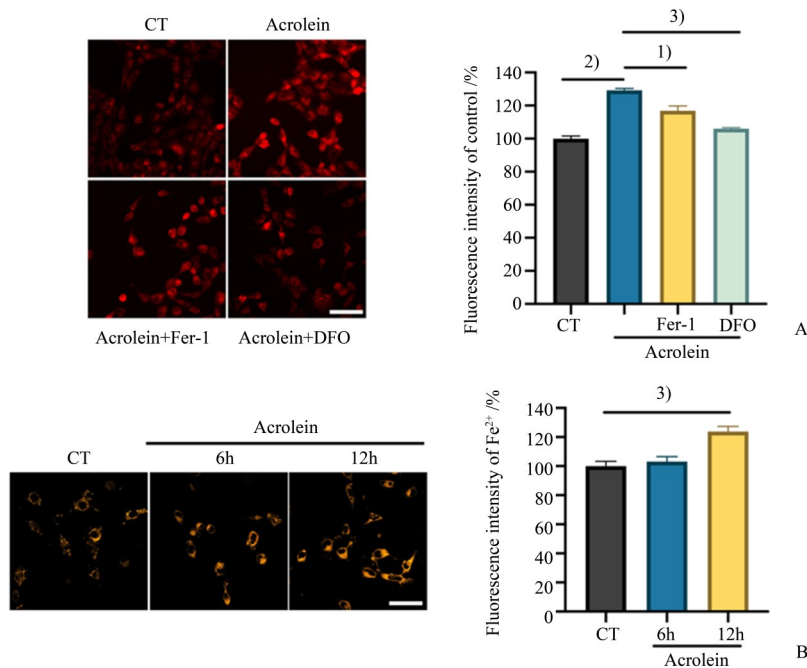 CT
Acrolein
Acrolein+Fer-1
Acrolein+DFO
3)
2)
1)
Fluorescence intensity of control /%
140
120
100
80
60
40
20
0
CT
Fer-1
DFO
Acrolein
A
Acrolein
CT
6h
12h
3)
Fluorescence intensity of Fe²⁺ /%
140
120
100
80
60
40
20
0
CT
6h
12h
Acrolein
B